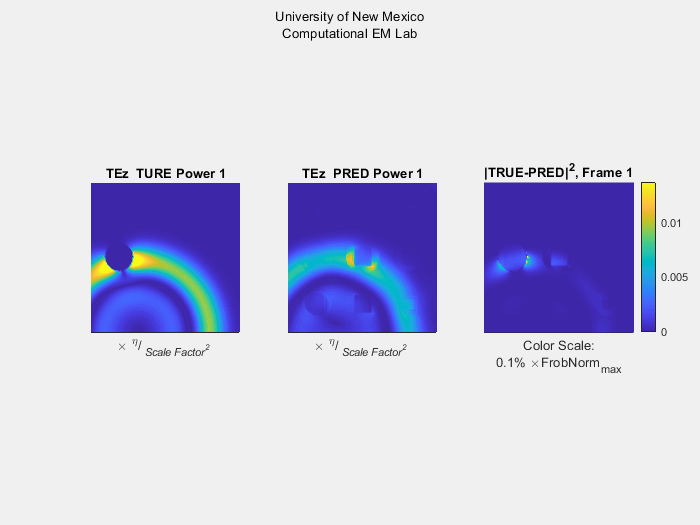 University of New Mexico
Computational EM Lab
TEz TURE Power 1
TEz PRED Power 1
|TRUE-PRED|², Frame 1
0.01
0.005
0
× η/ Scale Factor²
× η/ Scale Factor²
Color Scale:
0.1% ×FrobNormmax